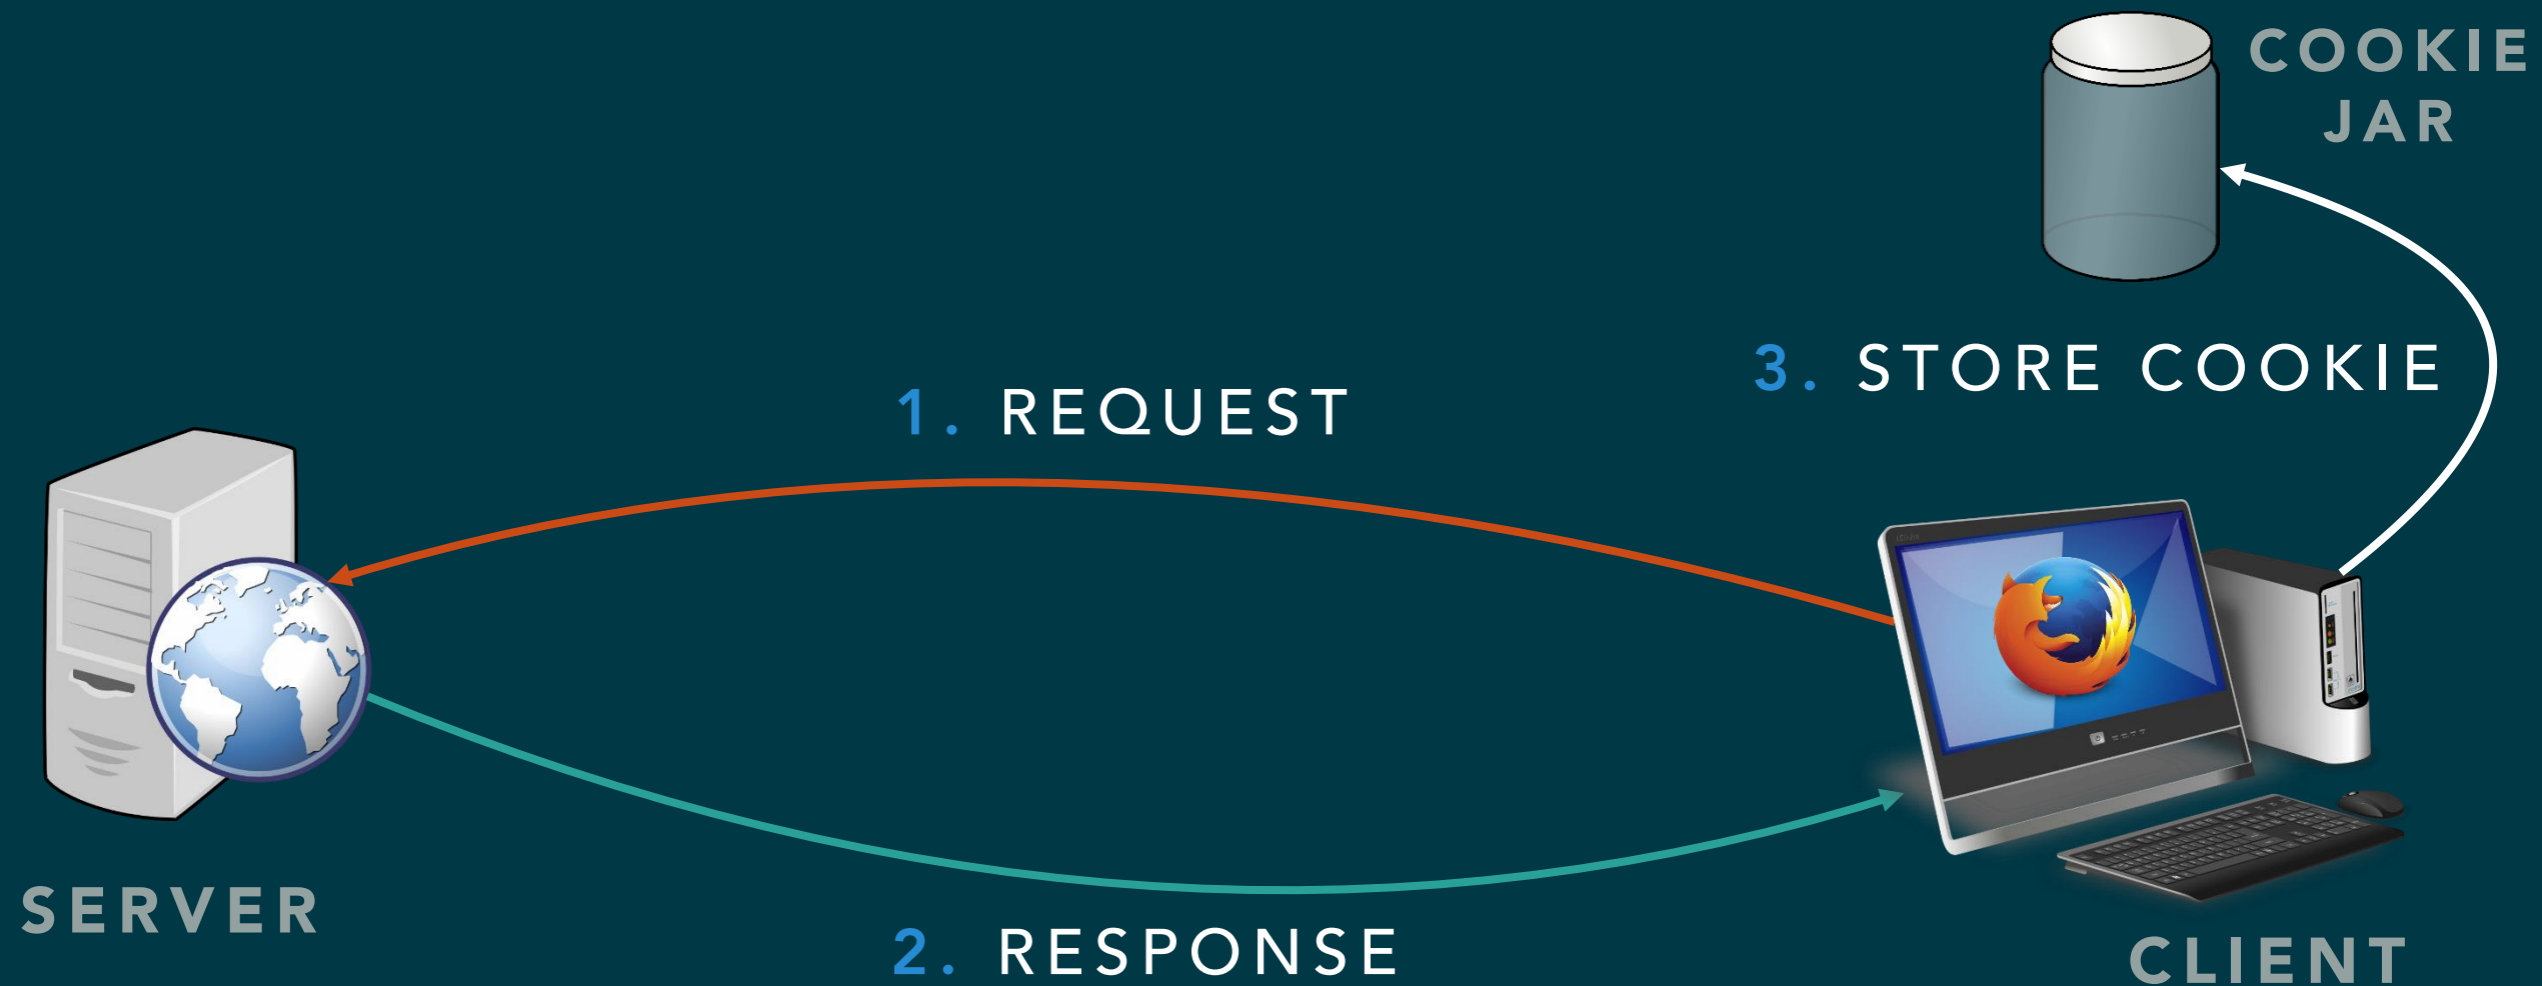 COOKIE
JAR
3. STORE COOKIE
1. REQUEST
SERVER
2. RESPONSE
CLIENT